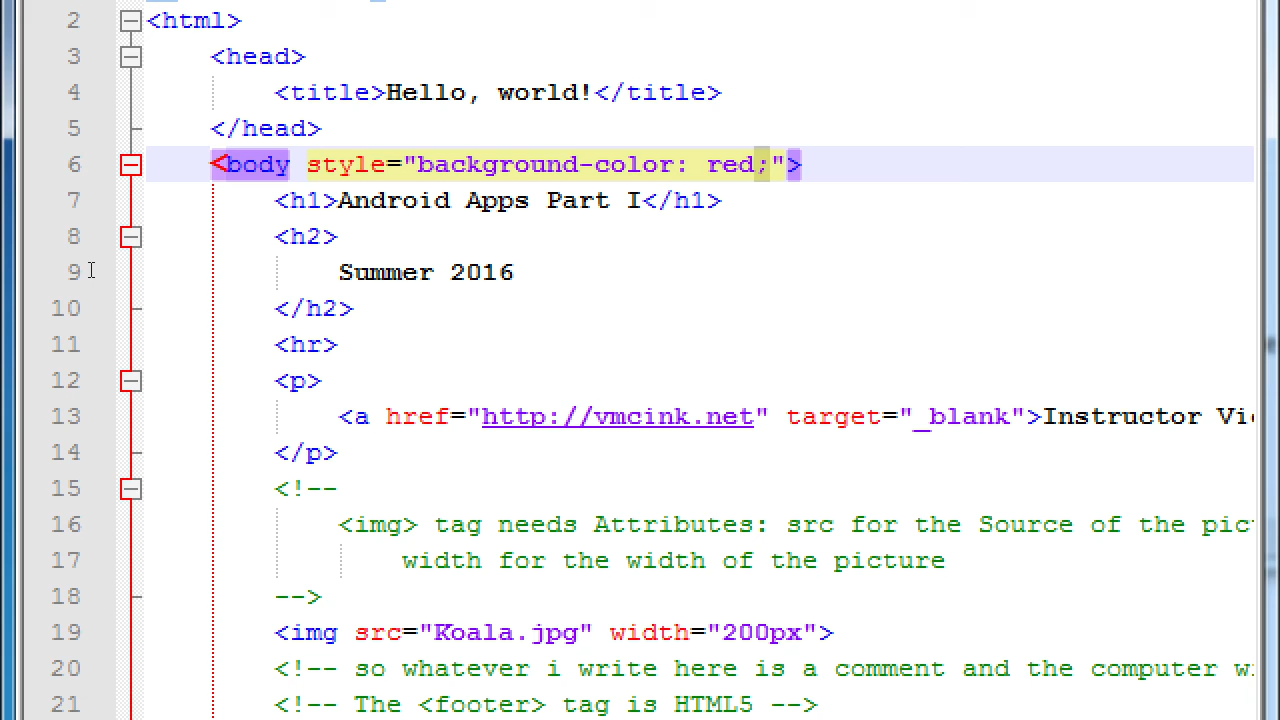 2 <html>
3 <head>
4 <title>Hello, world!</title>
5 </head>
6 <body style="background-color: red;">
7 <h1>Android Apps Part I</h1>
8 <h2>
9 Summer 2016
10 </h2>
11 <hr>
12 <p>
13 <a href="http://vmcink.net" target="_blank">Instructor
14 </p>
15 <!--
16 <img> tag needs Attributes: src for the Source of the
17 width for the width of the picture
18 -->
19 <img src="Koala.jpg" width="200px">
20 <!-- so whatever i write here is a comment and the computer
21 <!-- The <footer> tag is HTML5 -->